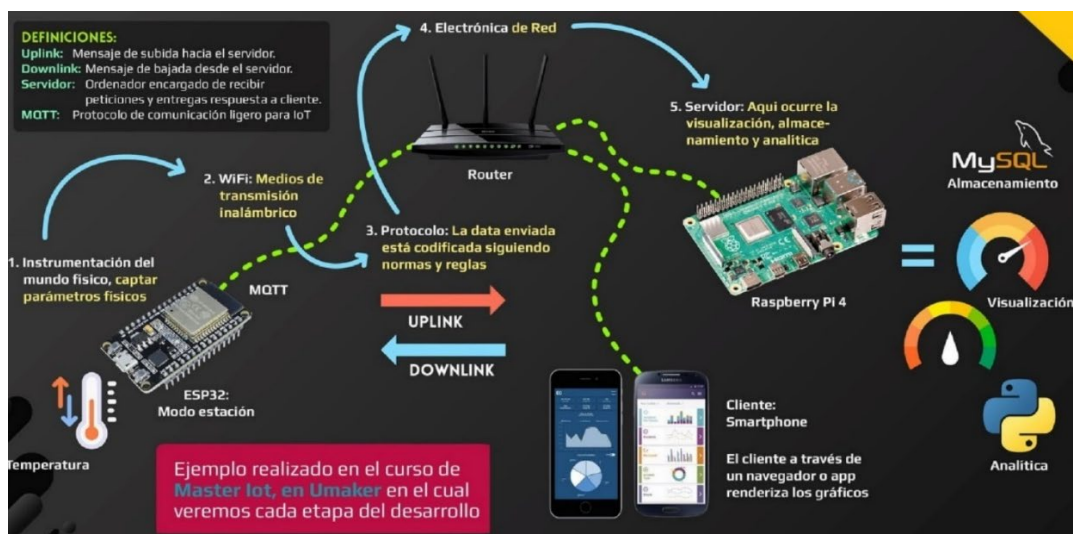 DEFINICIONES:
Uplink: Mensaje de subida hacia el servidor.
Downlink: Mensaje de bajada desde el servidor.
Servidor: Ordenador encargado de recibir
peticiones y entregas respuesta a cliente.
MQTT: Protocolo de comunicación ligero para IoT
4. Electrónica de Red
5. Servidor: Aqui ocurre la
visualización, almace-
namiento y analítica
MySQL
Almacenamiento
Router
2. WiFi: Medios de
transmisión
inalámbrico
3. Protocolo: La data enviada
está codificada siguiendo
normas y reglas
1. Instrumentación del
mundo fisico, captar
parámetros fisicos
MQTT
UPLINK
DOWNLINK
Raspberry Pi 4
Visualización
ESP32:
Modo estación
Temperatura
Cliente:
Smartphone
El cliente a través de
un navegador o app
renderiza los gráficos
Analitica
Ejemplo realizado en el curso de
Master Iot, en Umaker en el cual
veremos cada etapa del desarrollo